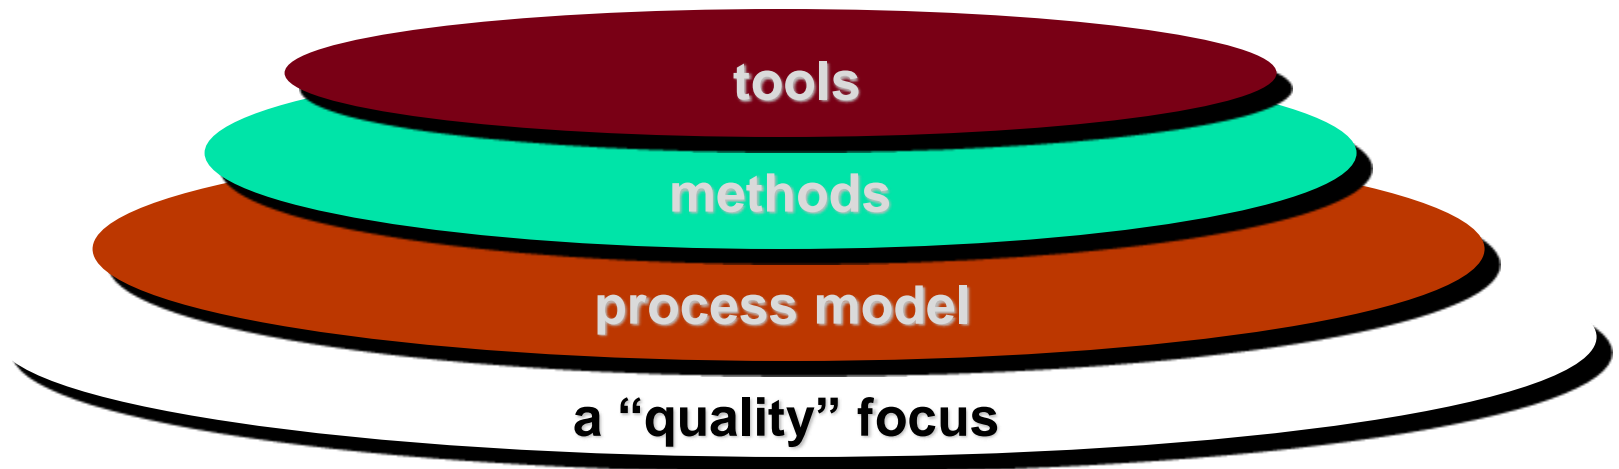 tools
methods
process model
a “quality” focus